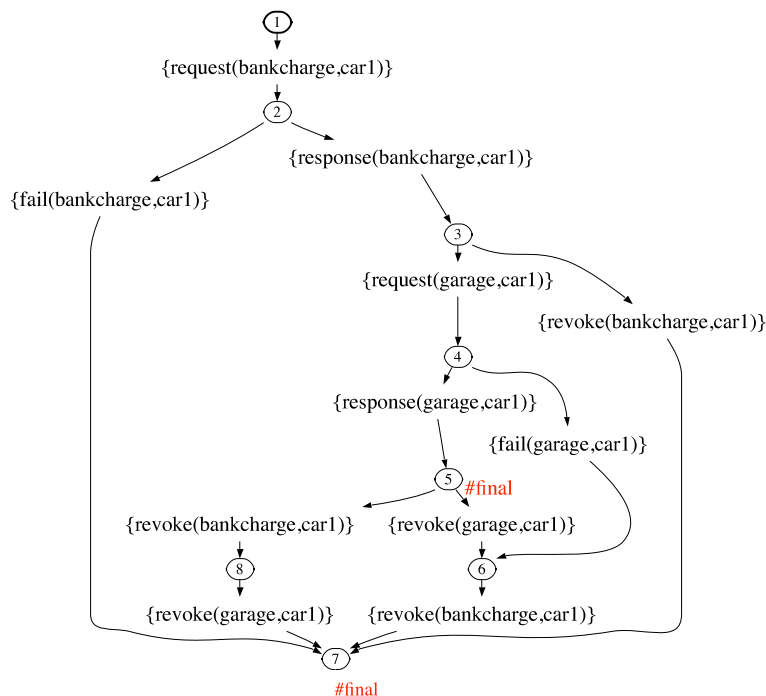 1
{request(bankcharge,car1)}
2
{response(bankcharge,car1)}
{fail(bankcharge,car1)}
3
{request(garage,car1)}
{revoke(bankcharge,car1)}
4
{response(garage,car1)}
{fail(garage,car1)}
5 #final
{revoke(bankcharge,car1)} {revoke(garage,car1)}
8 6
{revoke(garage,car1)} {revoke(bankcharge,car1)}
7
#final